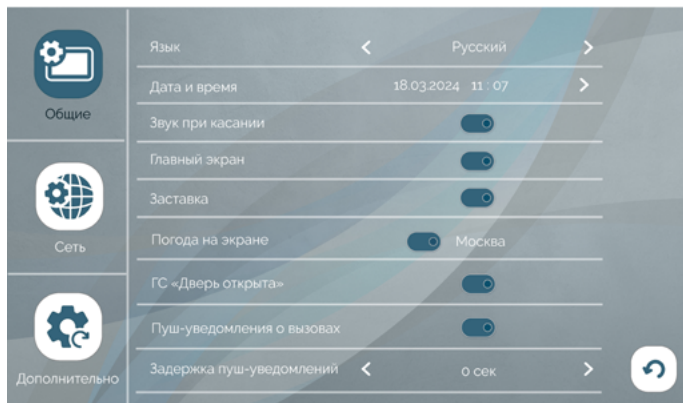 Общие
Сеть
Дополнительно
Язык
Русский
Дата и время
18.03.2024 11 : 07
Звук при касании
Главный экран
Заставка
Погода на экране
Москва
ГС «Дверь открыта»
Пуш-уведомления о вызовах
Задержка пуш-уведомлений
0 сек